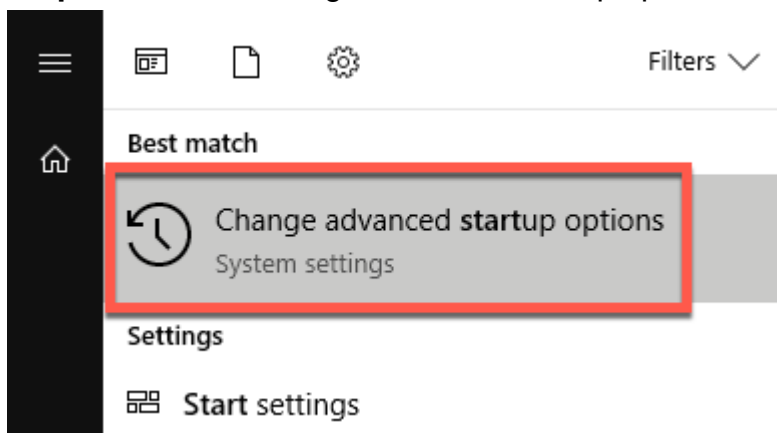 Filters
Best match
Change advanced startup options
System settings
Settings
Start settings